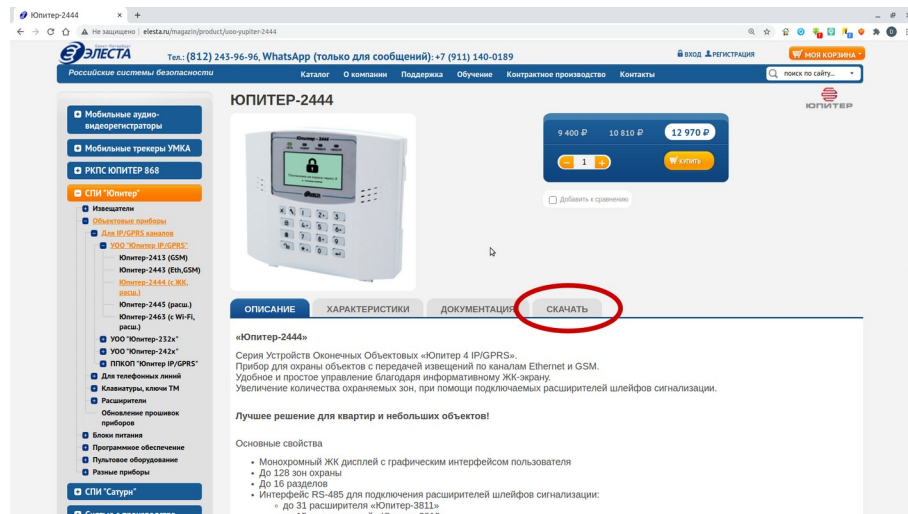 Юпитер-2444
Не защищено | elesta.ru/magazin/product/uoo-yupiter-2444
ЭЛЕСТА
Тел.: (812) 243-96-96, WhatsApp (только для сообщений): +7 (911) 140-0189
ВХОД РЕГИСТРАЦИЯ
МОЯ КОРЗИНА
Российские системы безопасности
Каталог О компании Поддержка Обучение Контрактное производство Контакты
поиск по сайту...
ЮПИТЕР-2444
ЮПИТЕР
Мобильные аудио-
видеорегистраторы
Мобильные трекеры УМКА
РКПС ЮПИТЕР 868
СПИ "Юпитер"
Извещатели
Объектовые приборы
Для IP/GPRS каналов
УОО "Юпитер IP/GPRS"
Юпитер-2413 (GSM)
Юпитер-2443 (Eth,GSM)
Юпитер-2444 (с ЖК,
расш.)
Юпитер-2445 (расш.)
Юпитер-2463 (с Wi-Fi,
расш.)
УОО "Юпитер-232х"
УОО "Юпитер-242х"
ППКОП "Юпитер IP/GPRS"
Для телефонных линий
Клавиатуры, ключи ТМ
Расширители
Обновление прошивок
приборов
Блоки питания
Программное обеспечение
Пультовое оборудование
Разные приборы
СПИ "Сатурн"
9 400 ₽ 10 810 ₽ 12 970 ₽
1
КУПИТЬ
Добавить к сравнению
ОПИСАНИЕ ХАРАКТЕРИСТИКИ ДОКУМЕНТАЦИЯ СКАЧАТЬ
«Юпитер-2444»
Серия Устройств Оконечных Объектовых «Юпитер 4 IP/GPRS».
Прибор для охраны объектов с передачей извещений по каналам Ethernet и GSM.
Удобное и простое управление благодаря информативному ЖК-экрану.
Увеличение количества охраняемых зон, при помощи подключаемых расширителей шлейфов сигнализации.
Лучшее решение для квартир и небольших объектов!
Основные свойства
Монохромный ЖК дисплей с графическим интерфейсом пользователя
До 128 зон охраны
До 16 разделов
Интерфейс RS-485 для подключения расширителей шлейфов сигнализации:
до 31 расширителя «Юпитер-3811»